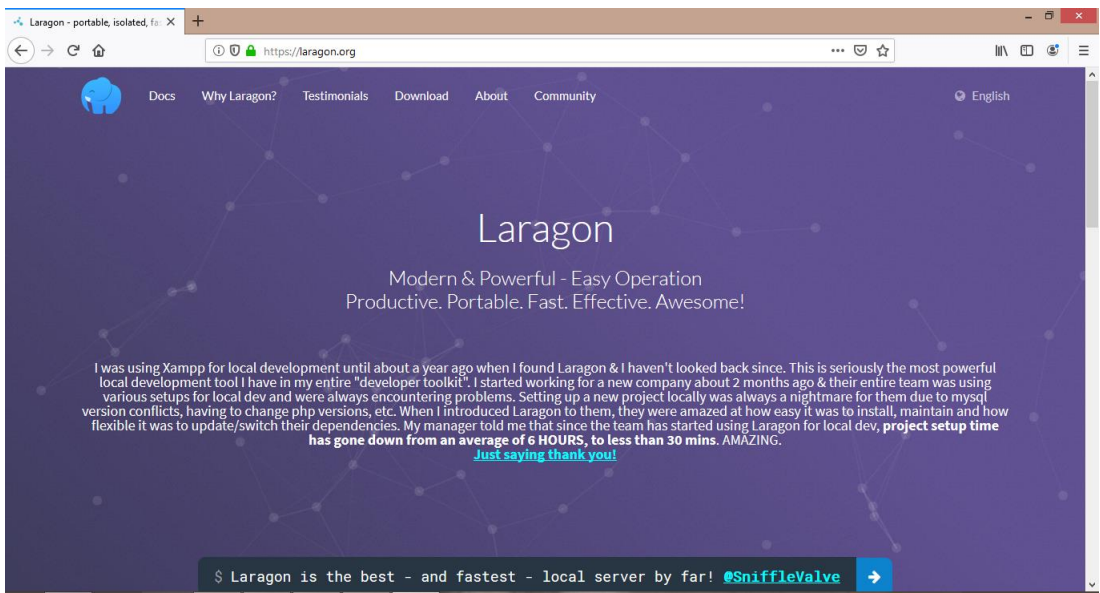 Laragon - portable, isolated, fa
https://laragon.org
Docs Why Laragon? Testimonials Download About Community English
Laragon
Modern & Powerful - Easy Operation
Productive. Portable. Fast. Effective. Awesome!
I was using Xampp for local development until about a year ago when I found Laragon & I haven't looked back since. This is seriously the most powerful
local development tool I have in my entire "developer toolkit". I started working for a new company about 2 months ago & their entire team was using
various setups for local dev and were always encountering problems. Setting up a new project locally was always a nightmare for them due to mysql
version conflicts, having to change php versions, etc. When I introduced Laragon to them, they were amazed at how easy it was to install, maintain and how
flexible it was to update/switch their dependencies. My manager told me that since the team has started using Laragon for local dev, project setup time
has gone down from an average of 6 HOURS, to less than 30 mins. AMAZING.
Just saying thank you!
$ Laragon is the best - and fastest - local server by far! @SniffleValve